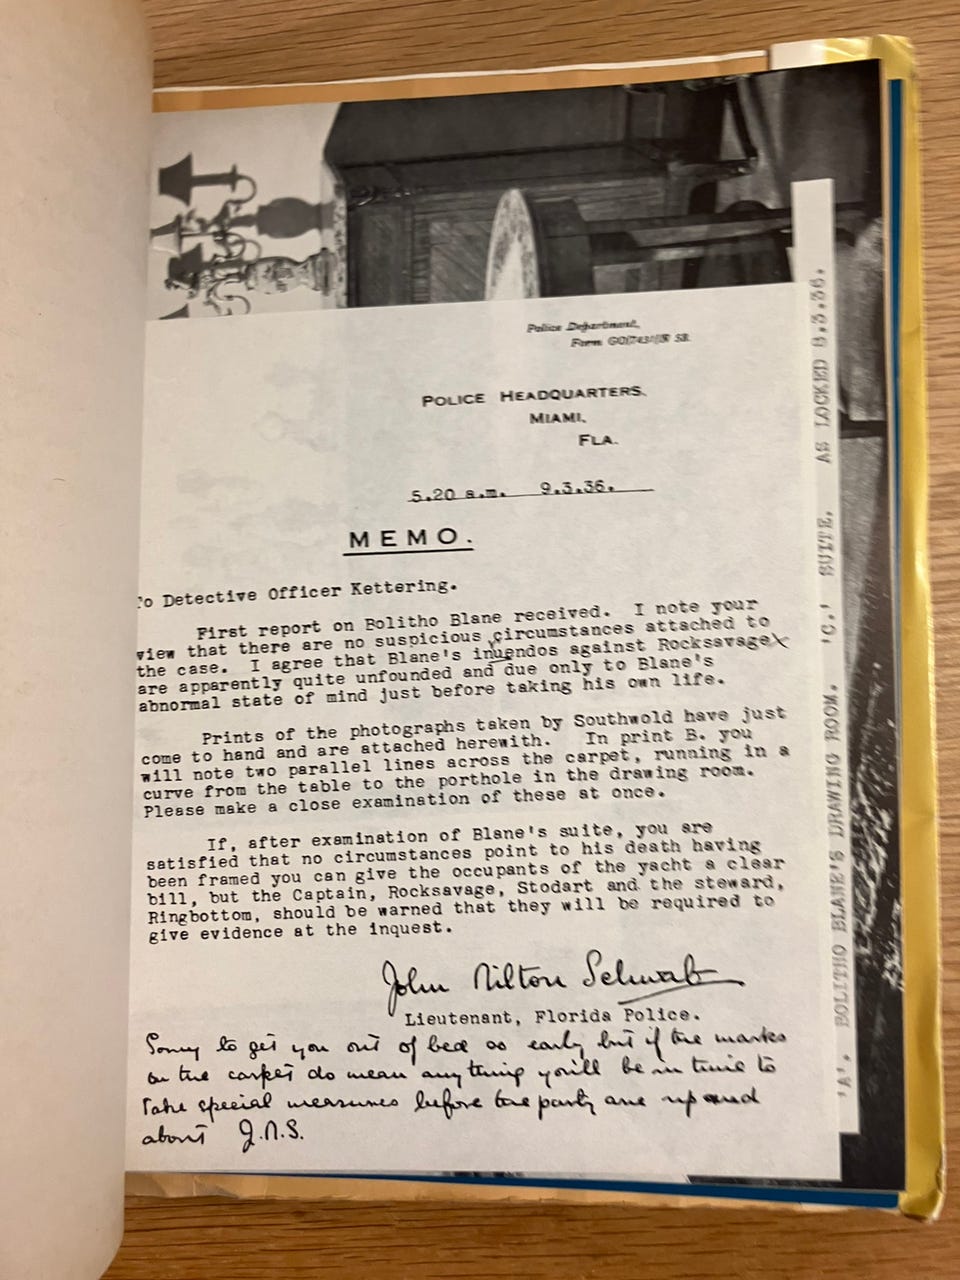 Police Department,
Form GO/7431/R SB.
POLICE HEADQUARTERS.
MIAMI,
FLA.
5.20 a.m. 9.3.36.
MEMO.
To Detective Officer Kettering.
First report on Bolitho Blane received. I note your
view that there are no suspicious circumstances attached to
the case. I agree that Blane's inuendos against Rocksavage
are apparently quite unfounded and due only to Blane's
abnormal state of mind just before taking his own life.
Prints of the photographs taken by Southwold have just
come to hand and are attached herewith. In print B. you
will note two parallel lines across the carpet, running in a
curve from the table to the porthole in the drawing room.
Please make a close examination of these at once.
If, after examination of Blane's suite, you are
satisfied that no circumstances point to his death having
been framed you can give the occupants of the yacht a clear
bill, but the Captain, Rocksavage, Stodart and the steward,
Ringbottom, should be warned that they will be required to
give evidence at the inquest.
John Milton Schwab
Lieutenant, Florida Police.
Sorry to get you out of bed so early but if the marks
on the carpet do mean anything you'll be in time to
take special measures before the party are up and
about J.M.S.
'A'. BOLITHO BLANE'S DRAWING ROOM. 'C.' SUITE. AS LOCKED 8.3.36.